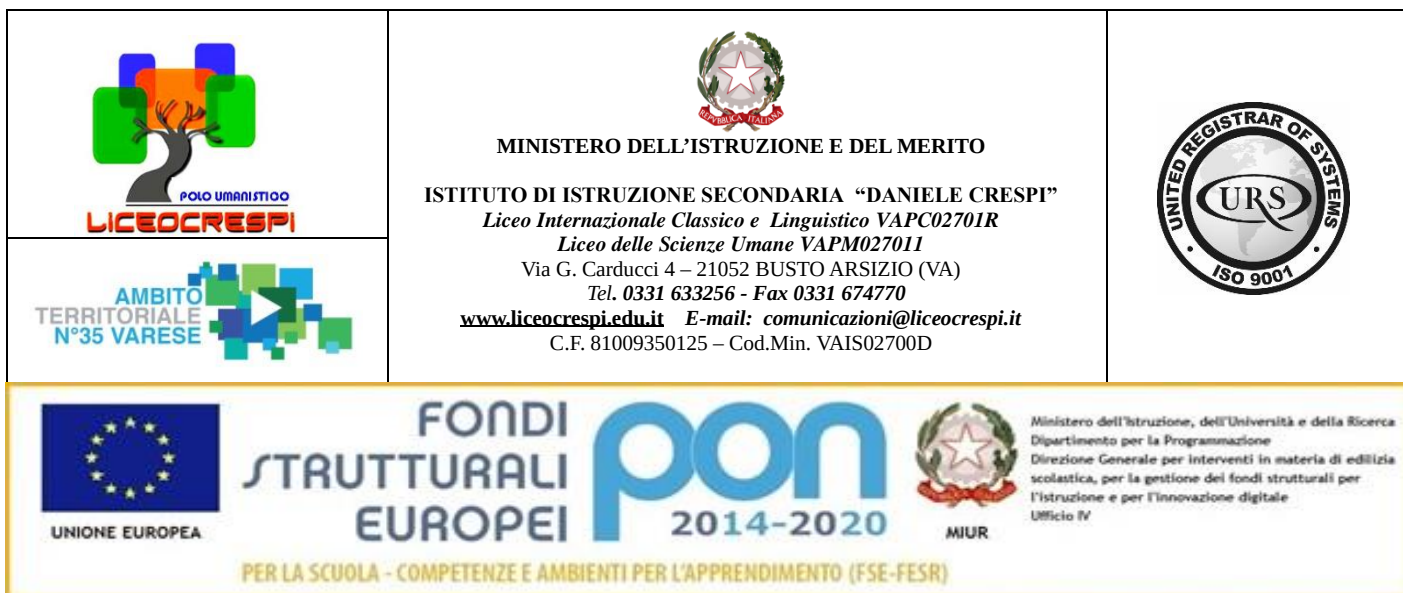 POLO UMANISTICO
LICEOCRESPI
AMBITO
TERRITORIALE
N°35 VARESE
REPVBBLICA ITALIANA
MINISTERO DELL’ISTRUZIONE E DEL MERITO
ISTITUTO DI ISTRUZIONE SECONDARIA “DANIELE CRESPI”
Liceo Internazionale Classico e Linguistico VAPC02701R
Liceo delle Scienze Umane VAPM027011
Via G. Carducci 4 – 21052 BUSTO ARSIZIO (VA)
Tel. 0331 633256 - Fax 0331 674770
www.liceocrespi.edu.it E-mail: comunicazioni@liceocrespi.it
C.F. 81009350125 – Cod.Min. VAIS02700D
UNITED REGISTRAR OF SYSTEMS
URS
ISO 9001
UNIONE EUROPEA
FONDI
STRUTTURALI
EUROPEI
pon
2014-2020
MIUR
Ministero dell'Istruzione, dell'Università e della Ricerca
Dipartimento per la Programmazione
Direzione Generale per interventi in materia di edilizia
scolastica, per la gestione dei fondi strutturali per
l'istruzione e per l'innovazione digitale
Ufficio IV
PER LA SCUOLA - COMPETENZE E AMBIENTI PER L'APPRENDIMENTO (FSE-FESR)